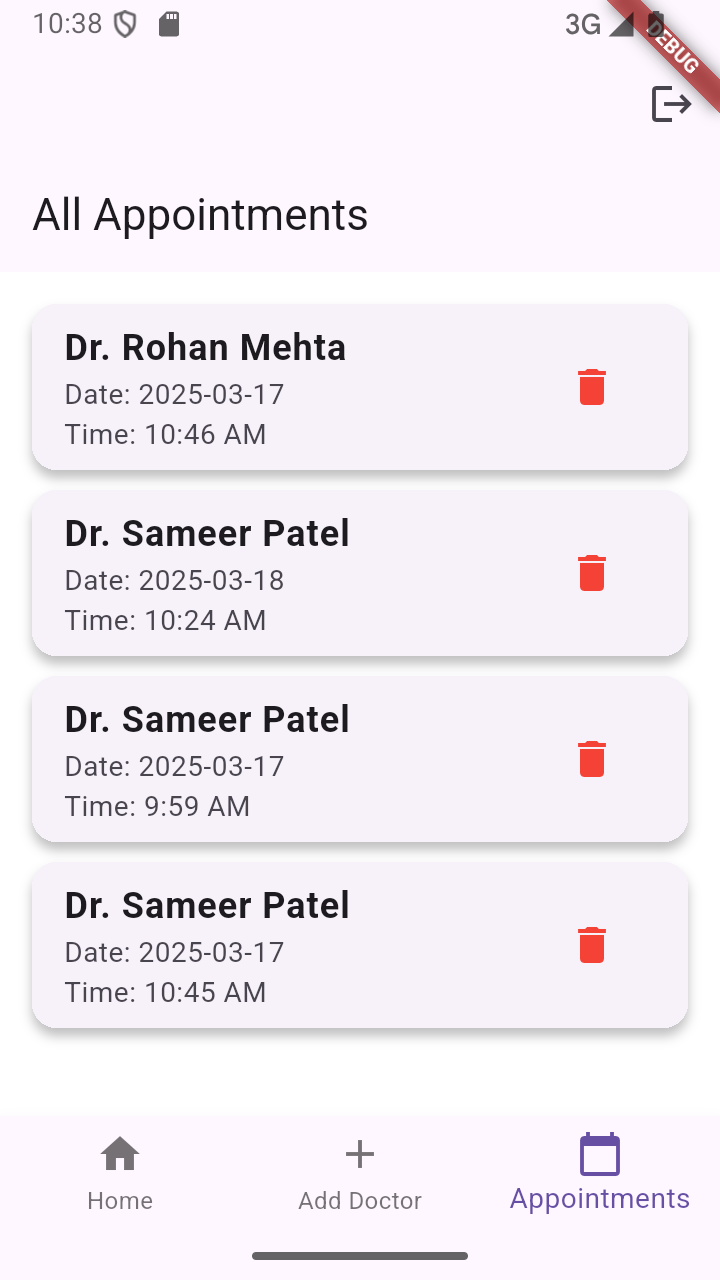 10:38
3G
DEBUG
All Appointments
Dr. Rohan Mehta
Date: 2025-03-17
Time: 10:46 AM
Dr. Sameer Patel
Date: 2025-03-18
Time: 10:24 AM
Dr. Sameer Patel
Date: 2025-03-17
Time: 9:59 AM
Dr. Sameer Patel
Date: 2025-03-17
Time: 10:45 AM
Home
Add Doctor
Appointments